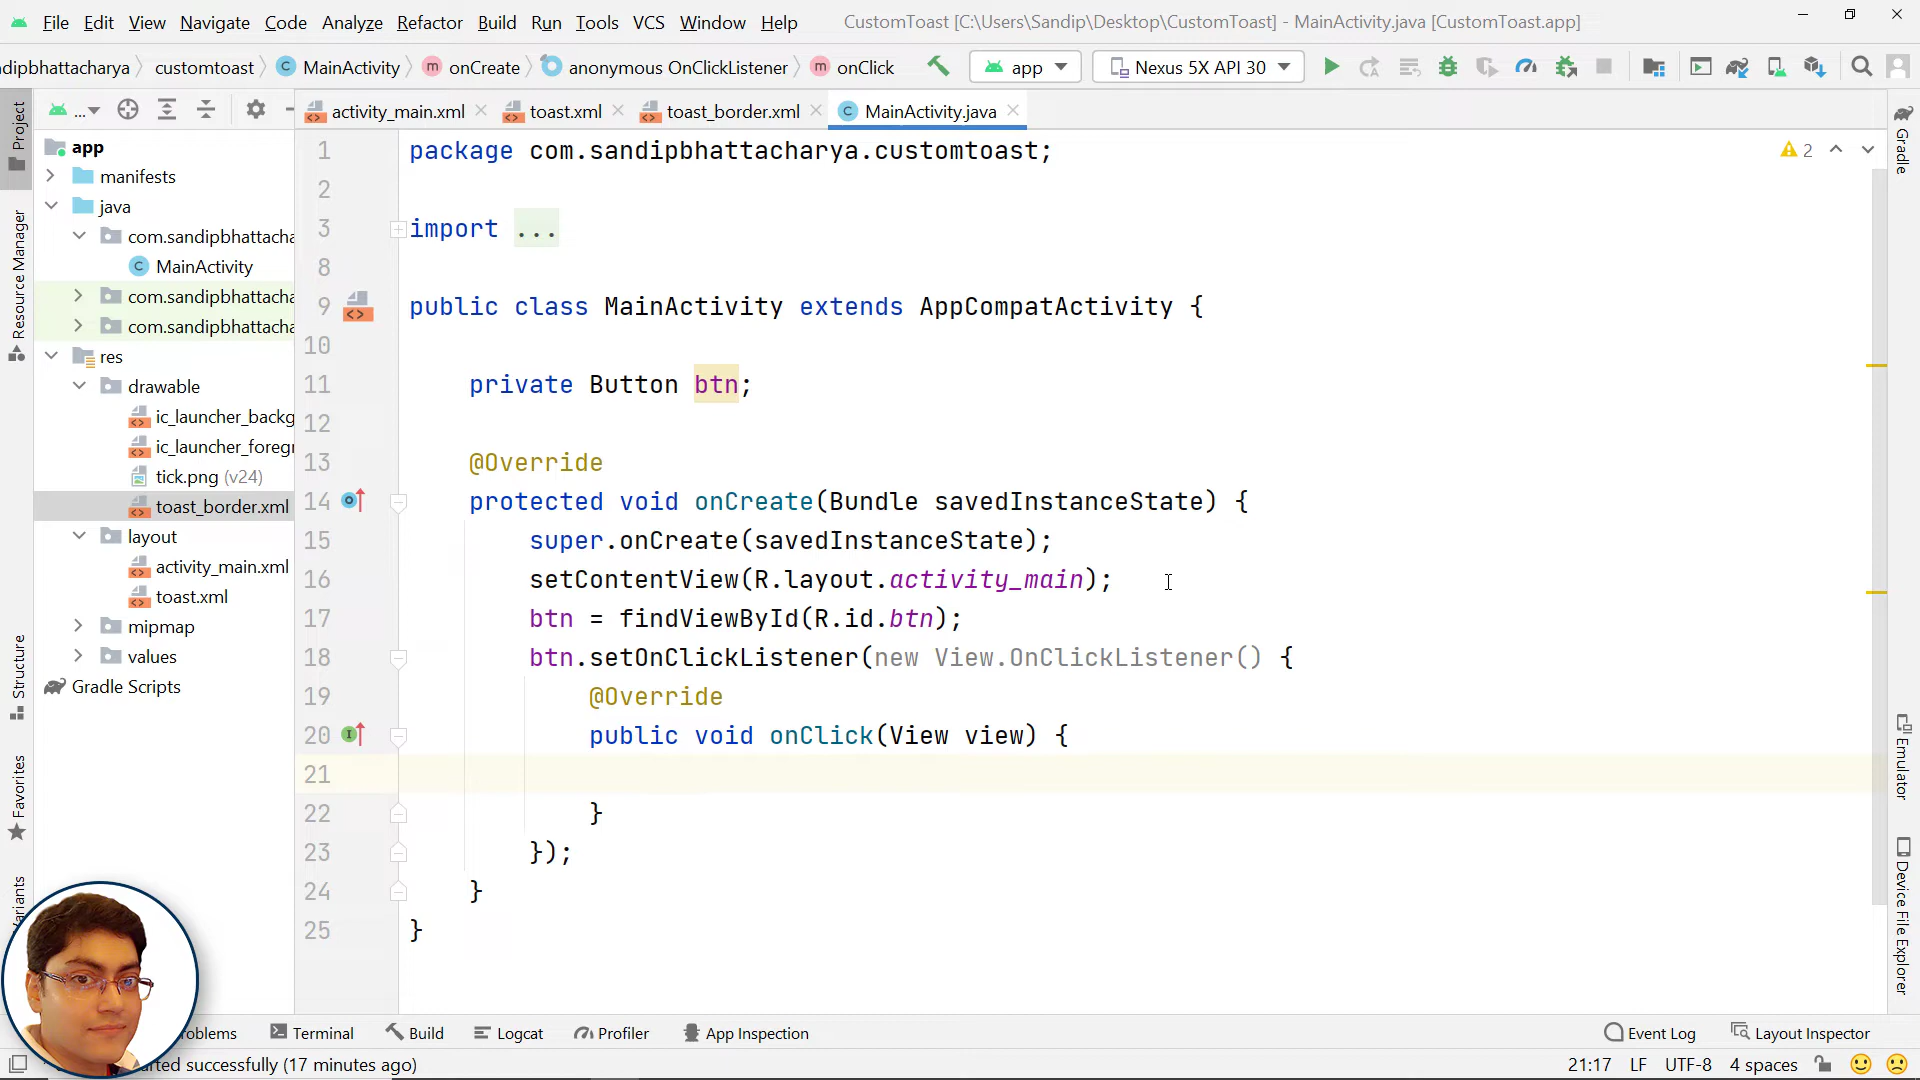 File Edit View Navigate Code Analyze Refactor Build Run Tools VCS Window Help CustomToast [C:\Users\Sandip\Desktop\CustomToast] - MainActivity.java [CustomToast.app]
dipbhattacharya customtoast MainActivity onCreate anonymous OnClickListener onClick app Nexus 5X API 30
... activity_main.xml toast.xml toast_border.xml MainActivity.java
Project
Resource Manager
Structure
Favorites
ariants
app
manifests
java
com.sandipbhattacha
MainActivity
com.sandipbhattacha
com.sandipbhattacha
res
drawable
ic_launcher_backg
ic_launcher_foregr
tick.png (v24)
toast_border.xml
layout
activity_main.xml
toast.xml
mipmap
values
Gradle Scripts
1 package com.sandipbhattacharya.customtoast;
2
3 import ...
8
9 public class MainActivity extends AppCompatActivity {
10
11 private Button btn;
12
13 @Override
14 protected void onCreate(Bundle savedInstanceState) {
15 super.onCreate(savedInstanceState);
16 setContentView(R.layout.activity_main);
17 btn = findViewById(R.id.btn);
18 btn.setOnClickListener(new View.OnClickListener() {
19 @Override
20 public void onClick(View view) {
21
22 }
23 });
24 }
25 }
2
Gradle
Emulator
Device File Explorer
oblems Terminal Build Logcat Profiler App Inspection Event Log Layout Inspector
arted successfully (17 minutes ago) 21:17 LF UTF-8 4 spaces